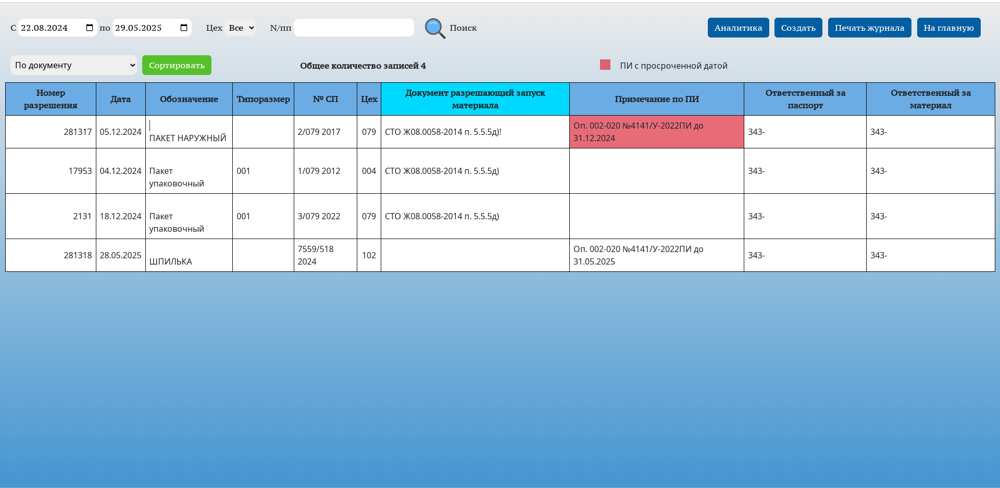 С 22.08.2024 по 29.05.2025 Цех Все N/пп Поиск Аналитика Создать Печать журнала На главную
По документу Сортировать Общее количество записей 4 ПИ с просроченной датой
Номер разрешения Дата Обозначение Типоразмер № СП Цех Документ разрешающий запуск материала Примечание по ПИ Ответственный за паспорт Ответственный за материал
281317 05.12.2024 ПАКЕТ НАРУЖНЫЙ 2/079 2017 079 СТО Ж08.0058-2014 п. 5.5.5д)! Оп. 002-020 №4141/У-2022ПИ до 31.12.2024 343- 343-
17953 04.12.2024 Пакет упаковочный 001 1/079 2012 004 СТО Ж08.0058-2014 п. 5.5.5д) 343- 343-
2131 18.12.2024 Пакет упаковочный 001 3/079 2022 079 СТО Ж08.0058-2014 п. 5.5.5д) 343- 343-
281318 28.05.2025 ШПИЛЬКА 7559/518 2024 102 Оп. 002-020 №4141/У-2022ПИ до 31.05.2025 343- 343-